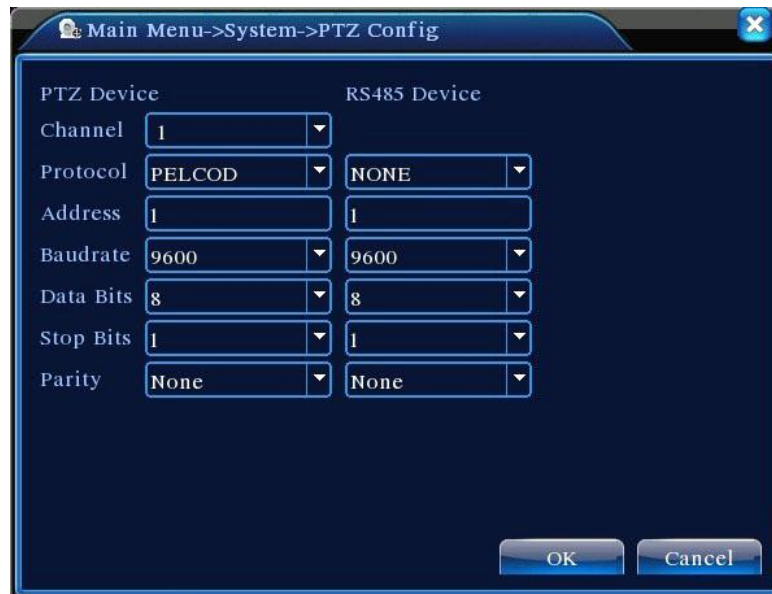 Main Menu->System->PTZ Config
PTZ Device RS485 Device
Channel 1
Protocol PELCOD NONE
Address 1 1
Baudrate 9600 9600
Data Bits 8 8
Stop Bits 1 1
Parity None None
OK Cancel